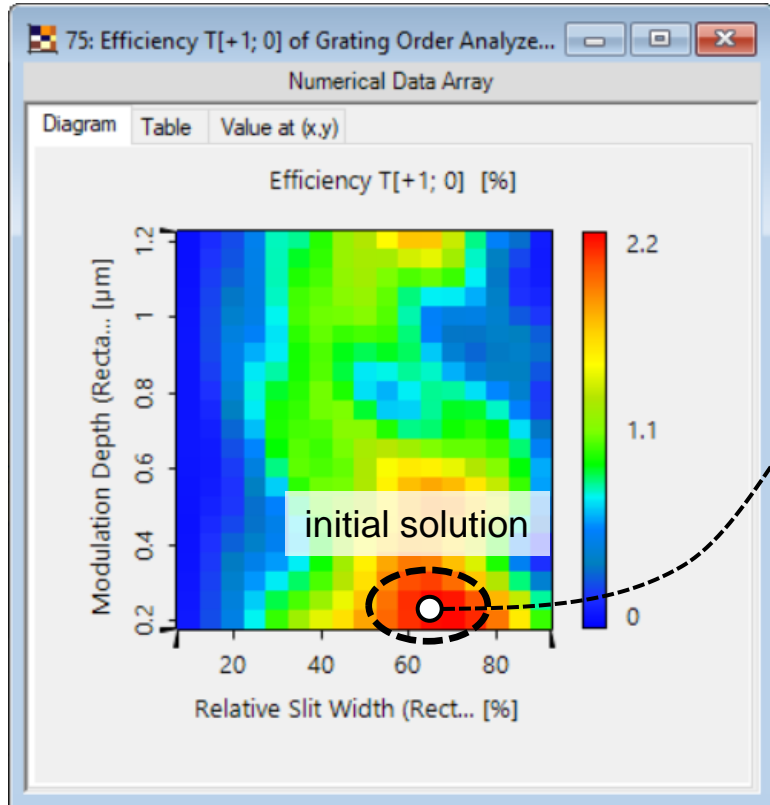 75: Efficiency T[+1; 0] of Grating Order Analyze...
Numerical Data Array
Diagram Table Value at (x,y)
Efficiency T[+1; 0] [%]
Modulation Depth (Recta... [µm]
1.2
1
0.8
0.6
0.4
0.2
2.2
1.1
0
initial solution
20 40 60 80
Relative Slit Width (Rect... [%]